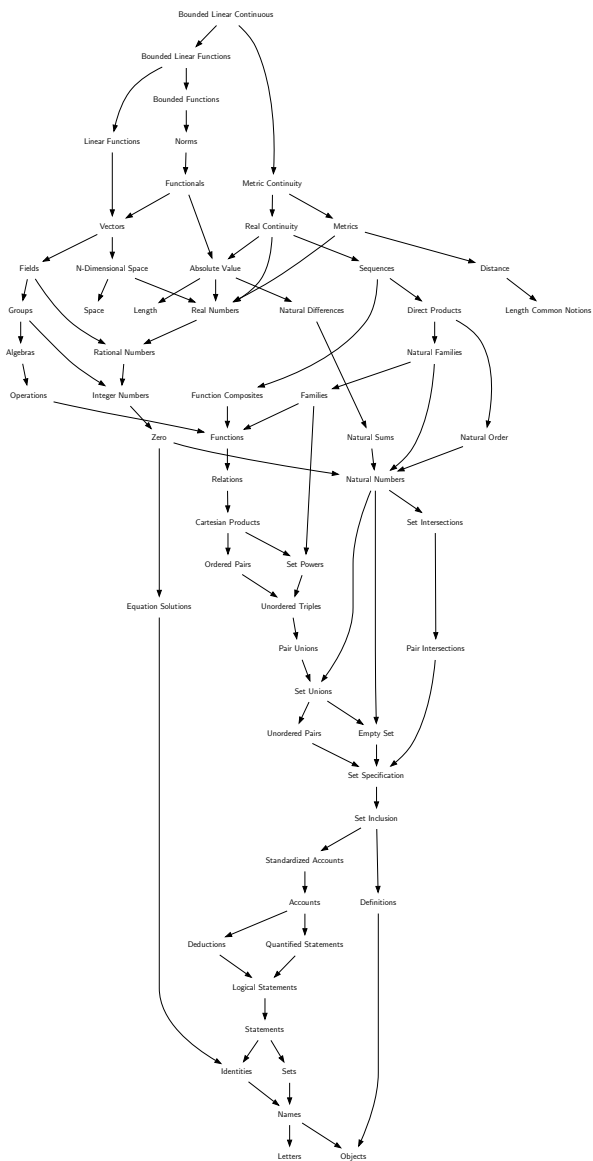 Bounded Linear Continuous
Bounded Linear Functions
Bounded Functions
Linear Functions
Norms
Functionals
Metric Continuity
Vectors
Real Continuity
Metrics
Fields
N-Dimensional Space
Absolute Value
Sequences
Distance
Groups
Space
Length
Real Numbers
Natural Differences
Direct Products
Length Common Notions
Algebras
Rational Numbers
Natural Families
Operations
Integer Numbers
Function Composites
Families
Zero
Functions
Natural Sums
Natural Order
Relations
Natural Numbers
Cartesian Products
Set Intersections
Ordered Pairs
Set Powers
Equation Solutions
Unordered Triples
Pair Unions
Pair Intersections
Set Unions
Unordered Pairs
Empty Set
Set Specification
Set Inclusion
Standardized Accounts
Accounts
Definitions
Deductions
Quantified Statements
Logical Statements
Statements
Identities
Sets
Names
Letters
Objects